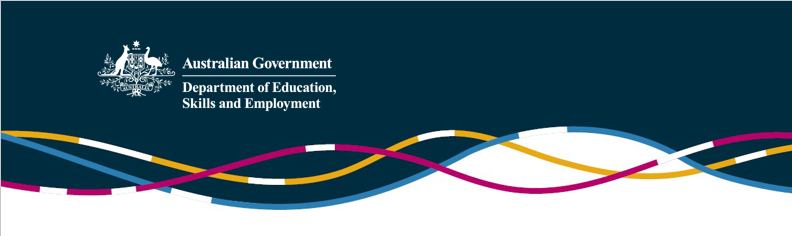 Australian Government
Department of Education,
Skills and Employment